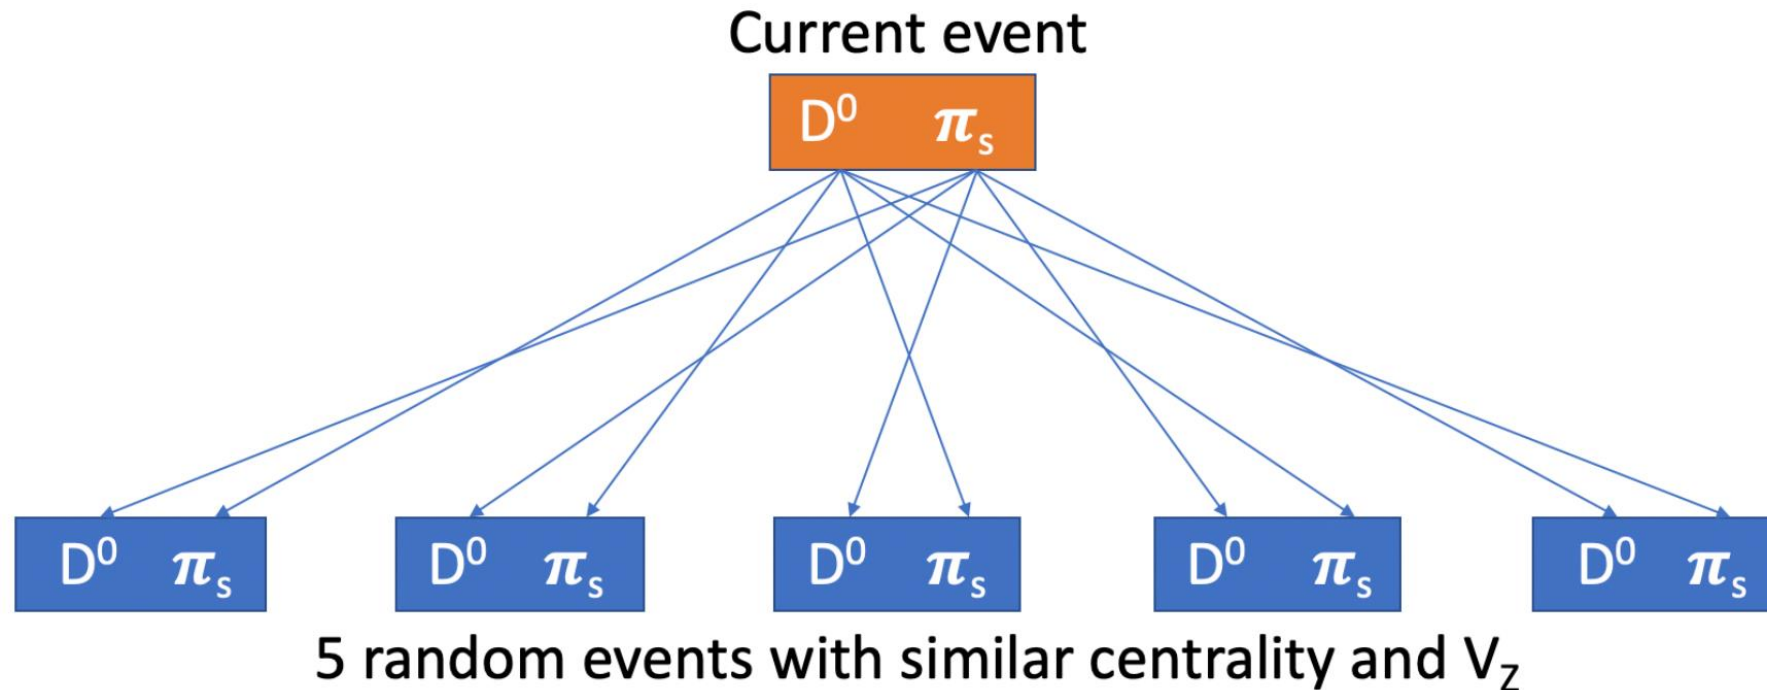 Current event
D⁰ 𝝅ₛ
D⁰ 𝝅ₛ D⁰ 𝝅ₛ D⁰ 𝝅ₛ D⁰ 𝝅ₛ D⁰ 𝝅ₛ
5 random events with similar centrality and V_Z